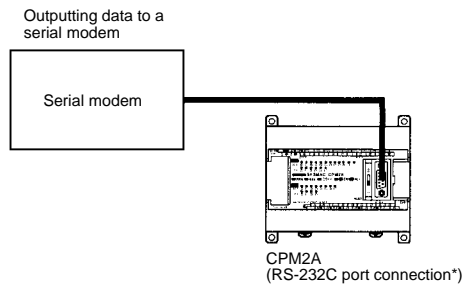 Outputting data to a
serial modem
Serial modem
CPM2A
(RS-232C port connection*)